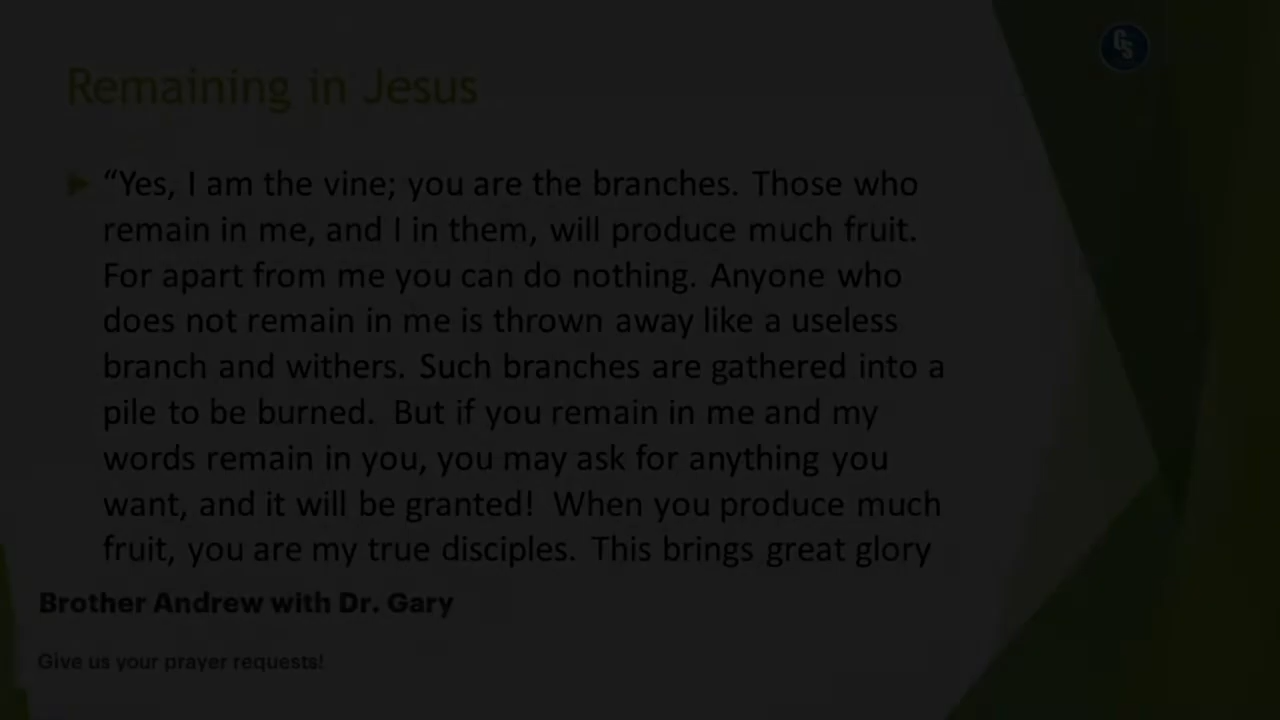 GS
Remaining in Jesus
“Yes, I am the vine; you are the branches. Those who
remain in me, and I in them, will produce much fruit.
For apart from me you can do nothing. Anyone who
does not remain in me is thrown away like a useless
branch and withers. Such branches are gathered into a
pile to be burned. But if you remain in me and my
words remain in you, you may ask for anything you
want, and it will be granted! When you produce much
fruit, you are my true disciples. This brings great glory
Brother Andrew with Dr. Gary
Give us your prayer requests!